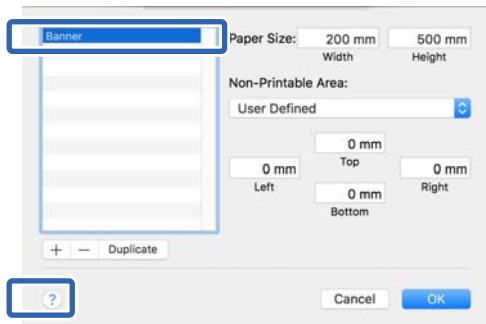 Banner
Paper Size: 200 mm 500 mm
Width Height
Non-Printable Area:
User Defined
0 mm
Top
0 mm 0 mm
Left Right
0 mm
Bottom
+ − Duplicate
? Cancel OK